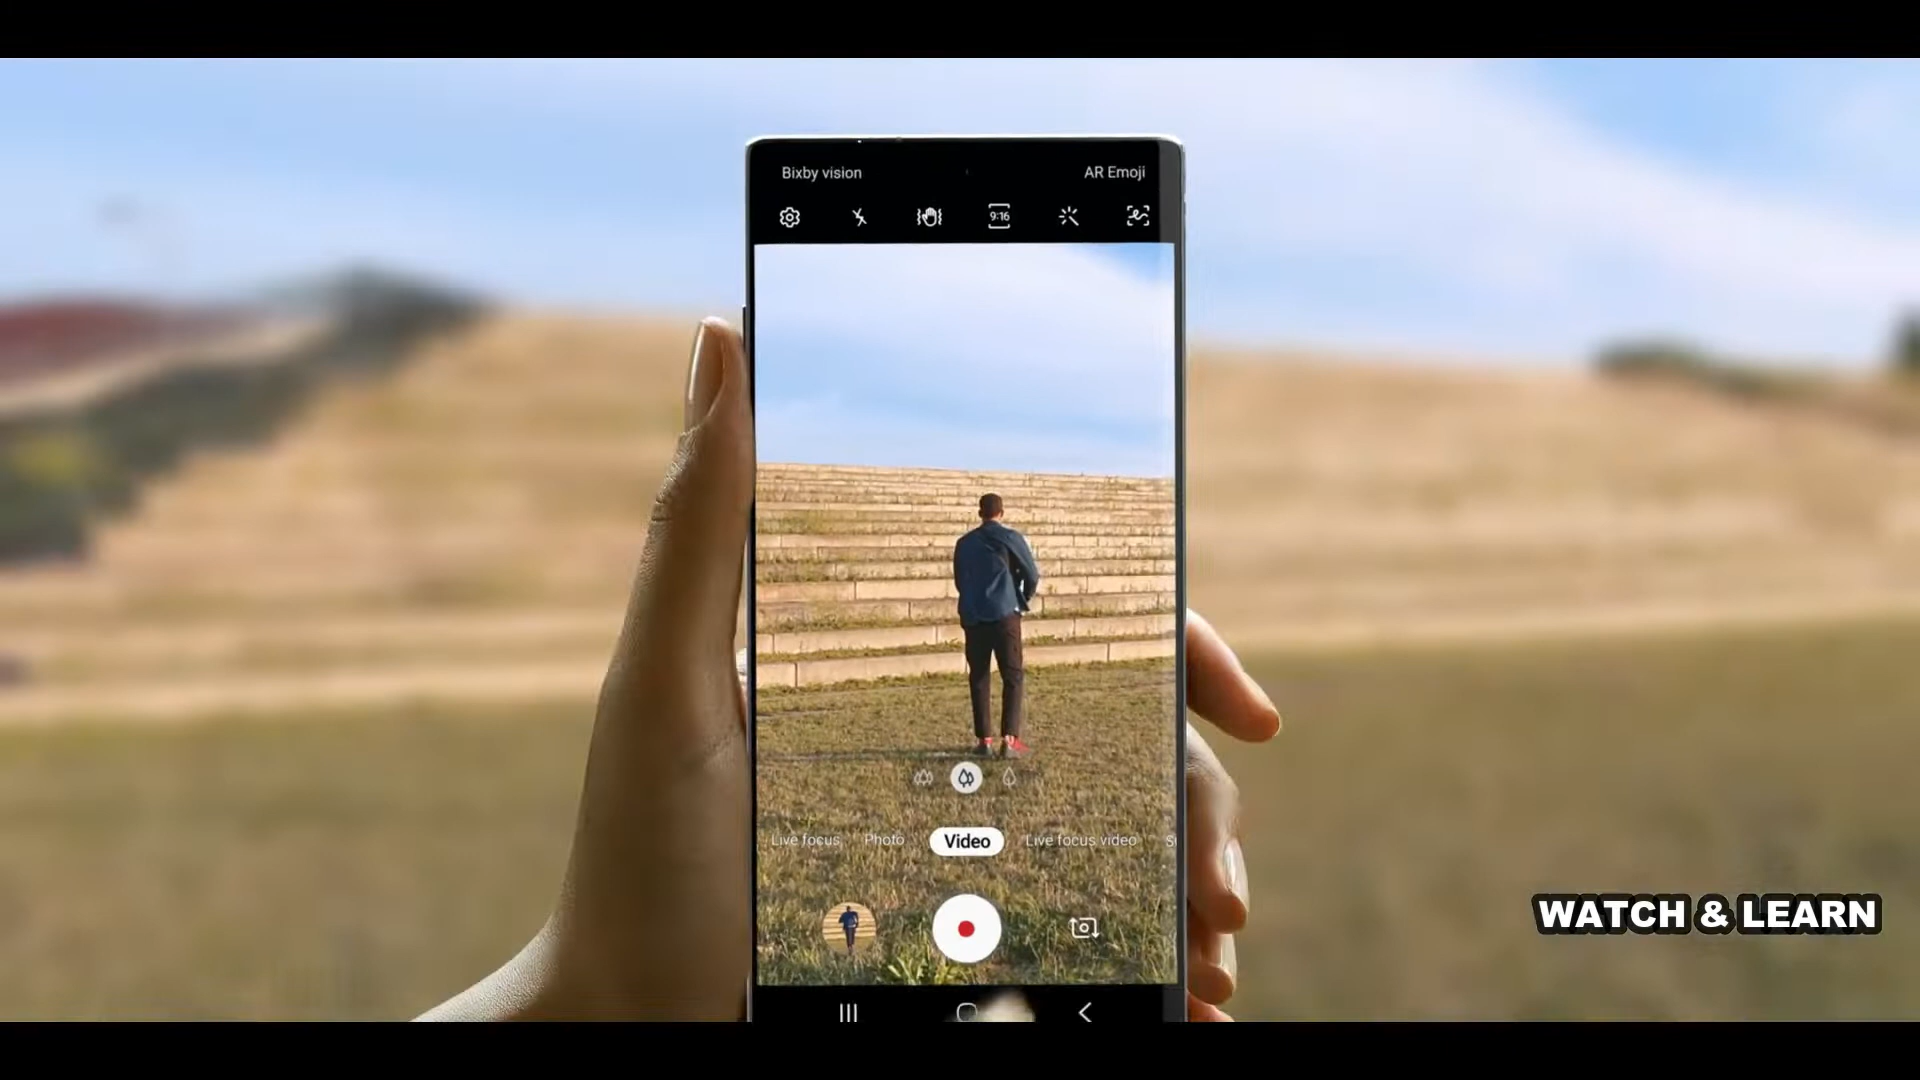 Bixby vision
AR Emoji
9:16
Live focus
Photo
Video
Live focus video
WATCH & LEARN